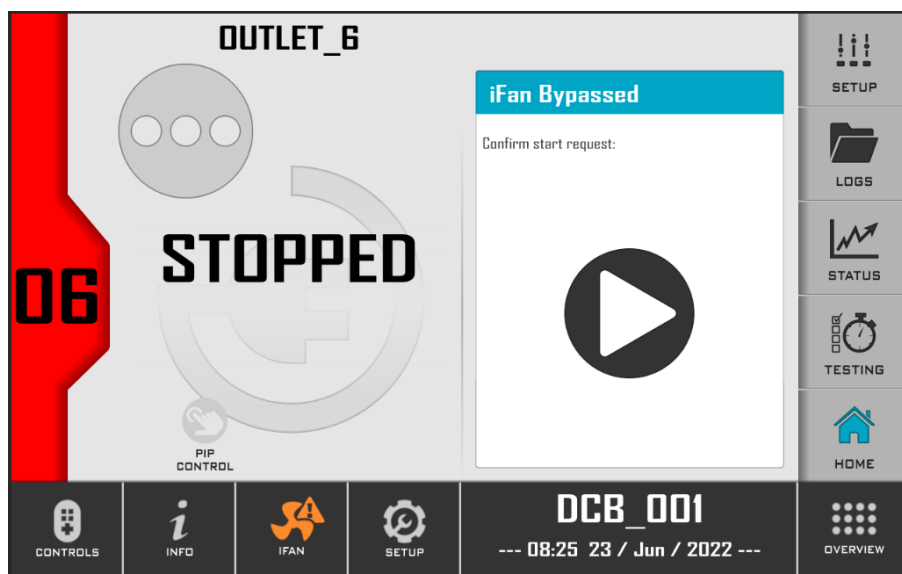 OUTLET_6
iFan Bypassed
Confirm start request:
STOPPED
06
PIP
CONTROL
SETUP
LOGS
STATUS
TESTING
HOME
CONTROLS
INFO
IFAN
SETUP
DCB_001
--- 08:25 23 / Jun / 2022 ---
OVERVIEW